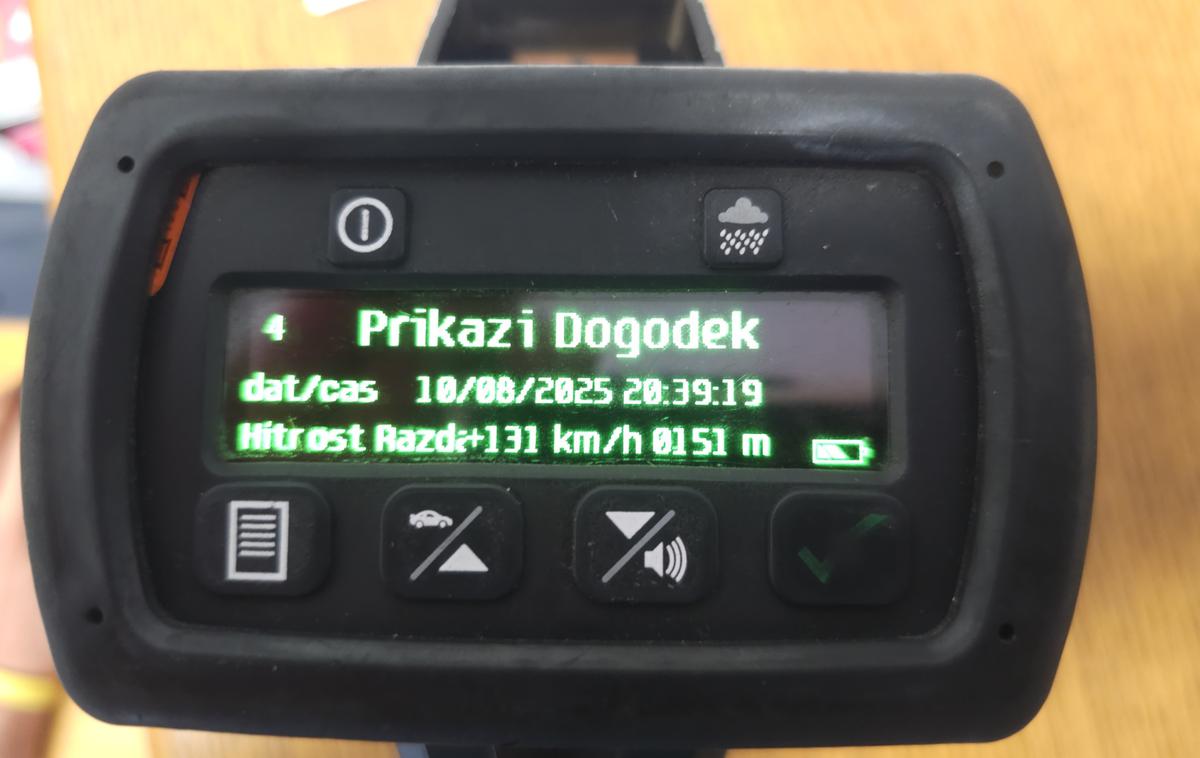 4 Prikazi Dogodek
dat/cas 10/08/2025 20:39:19
Hitrost Razd:+131 km/h 0151 m